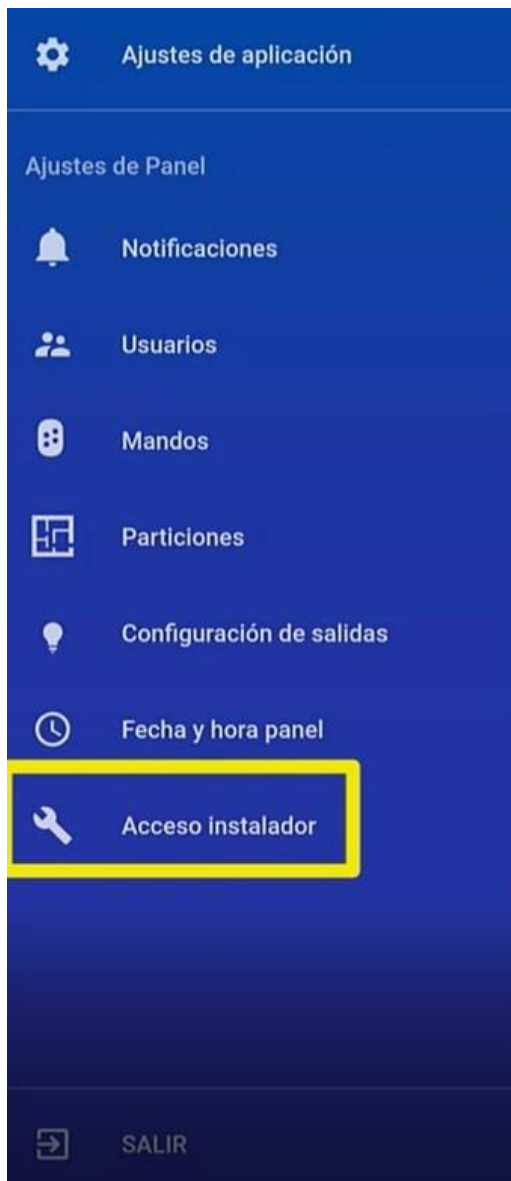 Ajustes de aplicación
Ajustes de Panel
Notificaciones
Usuarios
Mandos
Particiones
Configuración de salidas
Fecha y hora panel
Acceso instalador
SALIR